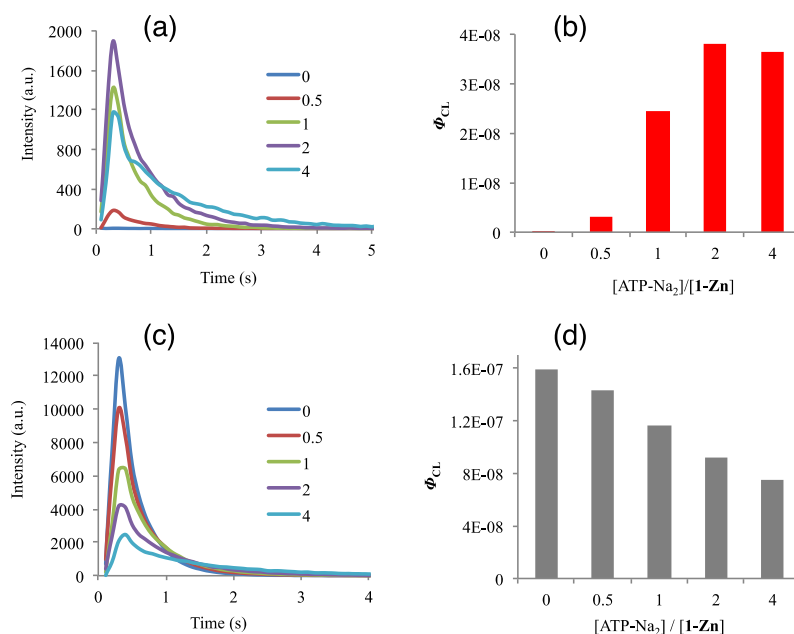 (a)
2000
1600
1200
800
400
0
Intensity (a.u.)
0
0.5
1
2
4
0 1 2 3 4 5
Time (s)
(b)
4E-08
3E-08
2E-08
1E-08
0
Φ_CL
0 0.5 1 2 4
[ATP-Na₂]/[1-Zn]
(c)
14000
12000
10000
8000
6000
4000
2000
0
Intensity (a.u.)
0
0.5
1
2
4
0 1 2 3 4
Time (s)
(d)
1.6E-07
1.2E-07
8E-08
4E-08
0
Φ_CL
0 0.5 1 2 4
[ATP-Na₂] / [1-Zn]